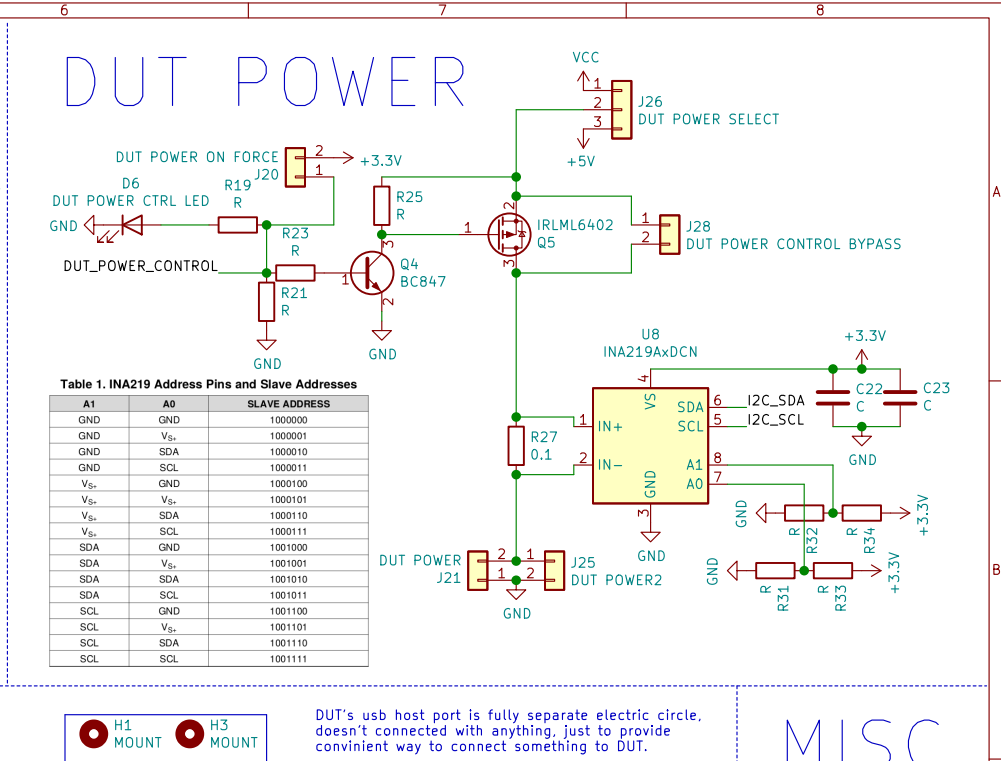 6
7
8
DUT POWER
VCC
1
2
3
J26
DUT POWER SELECT
+5V
DUT POWER ON FORCE
J20
2
1
+3.3V
D6
DUT POWER CTRL LED
GND
R19
R
R25
R
R23
R
DUT_POWER_CONTROL
R21
R
GND
1
3
2
Q4
BC847
GND
1
2
3
IRLML6402
Q5
1
2
J28
DUT POWER CONTROL BYPASS
A
U8
INA219AxDCN
+3.3V
4
VS
SDA
6
I2C_SDA
SCL
5
I2C_SCL
C22
C
C23
C
GND
1
IN+
2
IN-
R27
0.1
A1
8
A0
7
GND
3
GND
GND
R
R32
R
R34
+3.3V
GND
R
R31
R
R33
+3.3V
B
DUT POWER
J21
2
1
1
2
J25
DUT POWER2
GND
Table 1. INA219 Address Pins and Slave Addresses
A1 A0 SLAVE ADDRESS
GND GND 1000000
GND VS+ 1000001
GND SDA 1000010
GND SCL 1000011
VS+ GND 1000100
VS+ VS+ 1000101
VS+ SDA 1000110
VS+ SCL 1000111
SDA GND 1001000
SDA VS+ 1001001
SDA SDA 1001010
SDA SCL 1001011
SCL GND 1001100
SCL VS+ 1001101
SCL SDA 1001110
SCL SCL 1001111
H1
MOUNT
H3
MOUNT
DUT's usb host port is fully separate electric circle,
doesn't connected with anything, just to provide
convinient way to connect something to DUT.
MISC